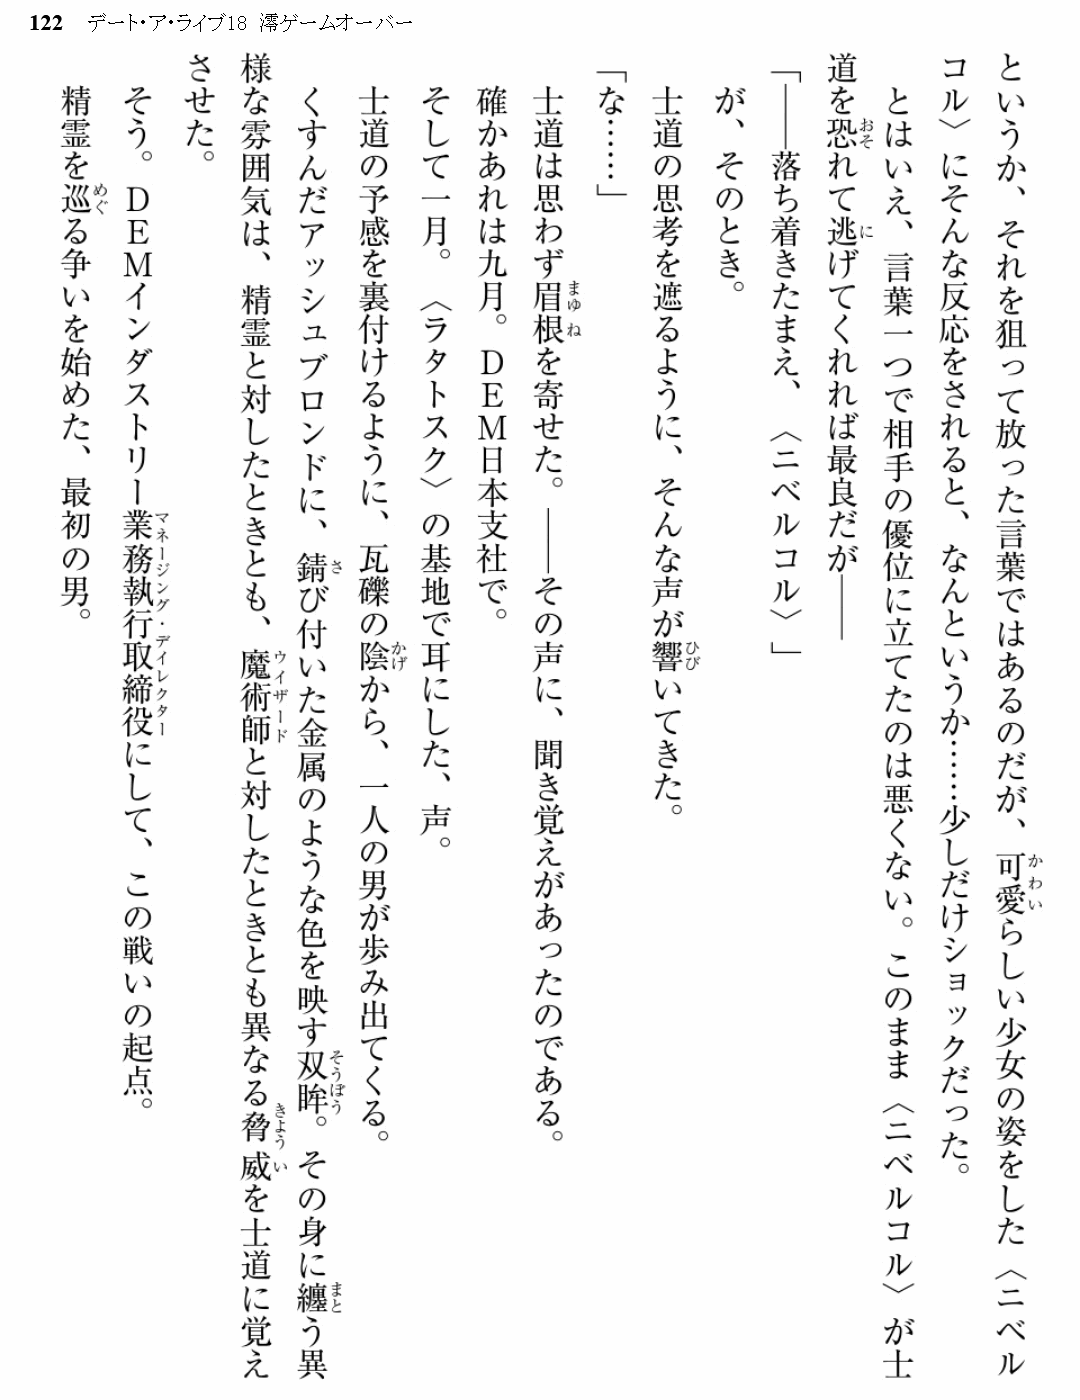 122 デート・ア・ライブ18 澪ゲームオーバー
というか、それを狙って放った言葉ではあるのだが、可愛らしい少女の姿をした〈ニベル
コル〉にそんな反応をされると、なんというか……少しだけショックだった。
とはいえ、言葉一つで相手の優位に立てたのは悪くない。このまま〈ニベルコル〉が士
道を恐れて逃げてくれれば最良だが――
「――落ち着きたまえ、〈ニベルコル〉」
が、そのとき。
士道の思考を遮るように、そんな声が響いてきた。
「な……」
士道は思わず眉根を寄せた。――その声に、聞き覚えがあったのである。
確かあれは九月。DEM日本支社で。
そして一月。〈ラタトスク〉の基地で耳にした、声。
士道の予感を裏付けるように、瓦礫の陰から、一人の男が歩み出てくる。
くすんだアッシュブロンドに、錆び付いた金属のような色を映す双眸。その身に纏う異
様な雰囲気は、精霊と対したときとも、魔術師と対したときとも異なる脅威を士道に覚え
させた。
そう。DEMインダストリー業務執行取締役にして、この戦いの起点。
精霊を巡る争いを始めた、最初の男。